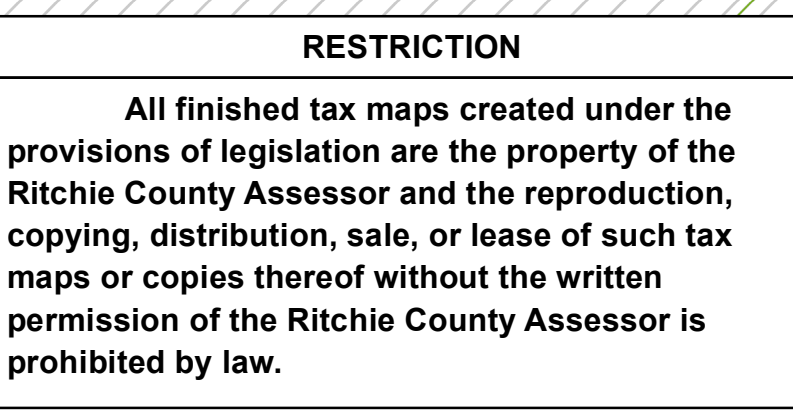 RESTRICTION
All finished tax maps created under the
provisions of legislation are the property of the
Ritchie County Assessor and the reproduction,
copying, distribution, sale, or lease of such tax
maps or copies thereof without the written
permission of the Ritchie County Assessor is
prohibited by law.